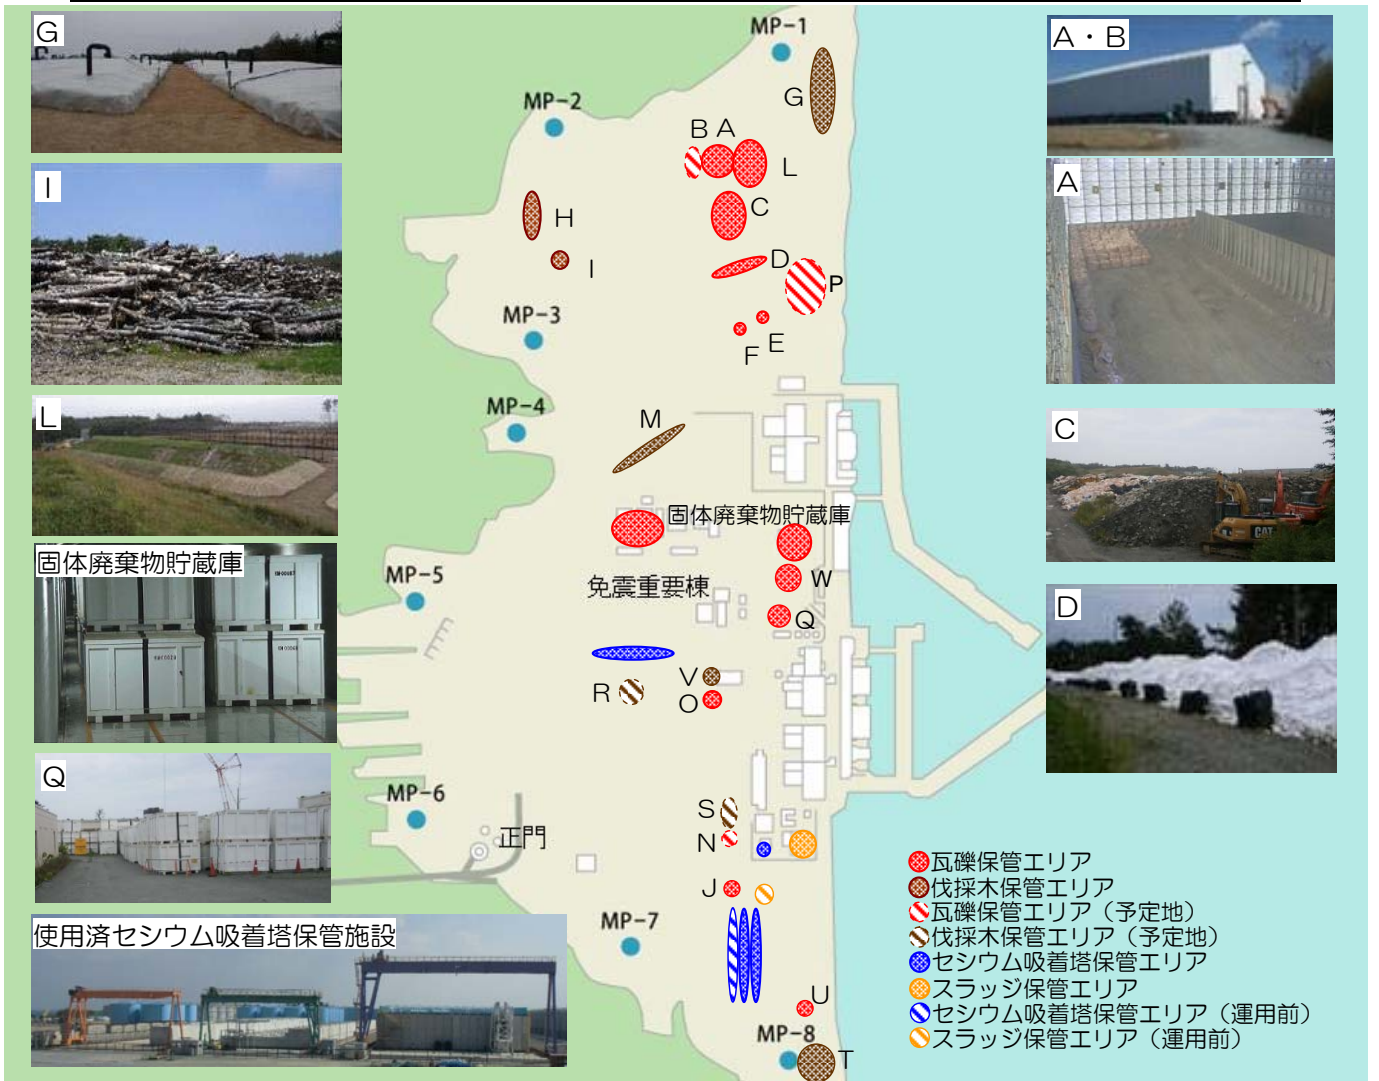 G
I
L
固体廃棄物貯蔵庫
Q
使用済セシウム吸着塔保管施設
MP-1
G
MP-2
B A
L
C
H
I
D
P
E
F
MP-3
MP-4
M
固体廃棄物貯蔵庫
W
免震重要棟
Q
MP-5
V
R
O
MP-6
S
N
正門
J
MP-7
U
MP-8
T
A・B
A
C
CAT
D
瓦礫保管エリア
伐採木保管エリア
瓦礫保管エリア（予定地）
伐採木保管エリア（予定地）
セシウム吸着塔保管エリア
スラッジ保管エリア
セシウム吸着塔保管エリア（運用前）
スラッジ保管エリア（運用前）